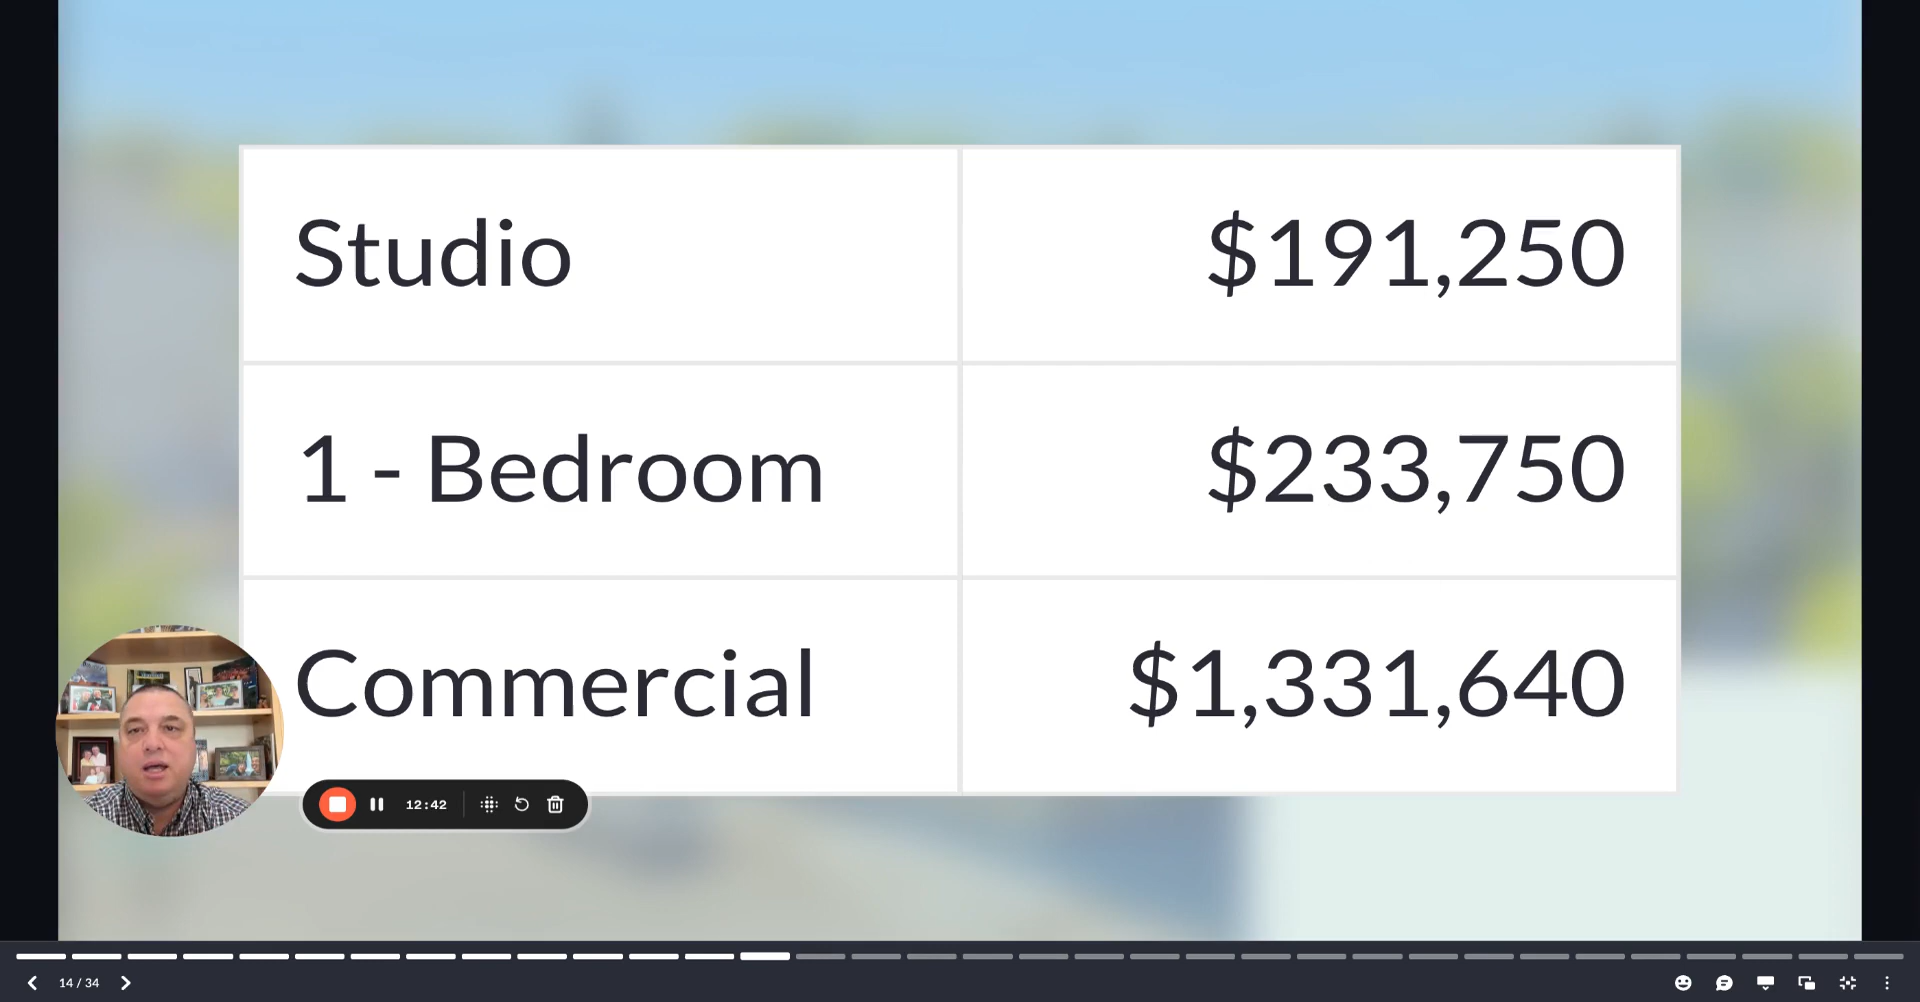 Studio
$191,250
1 - Bedroom
$233,750
Commercial
$1,331,640
12:42
14 / 34